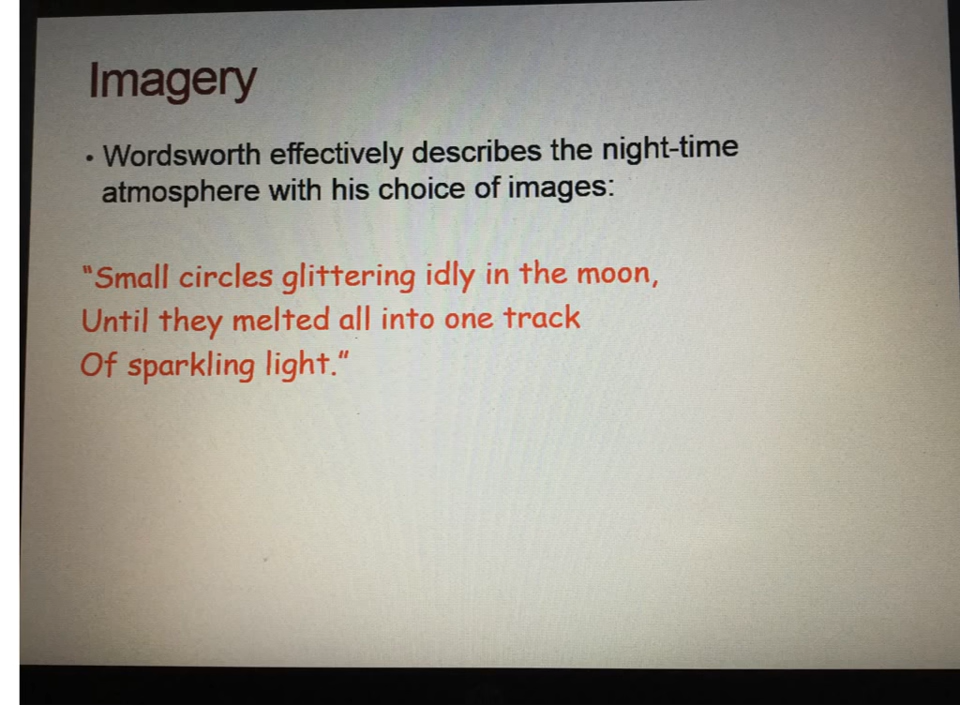 Imagery
• Wordsworth effectively describes the night-time
atmosphere with his choice of images:
"Small circles glittering idly in the moon,
Until they melted all into one track
Of sparkling light."